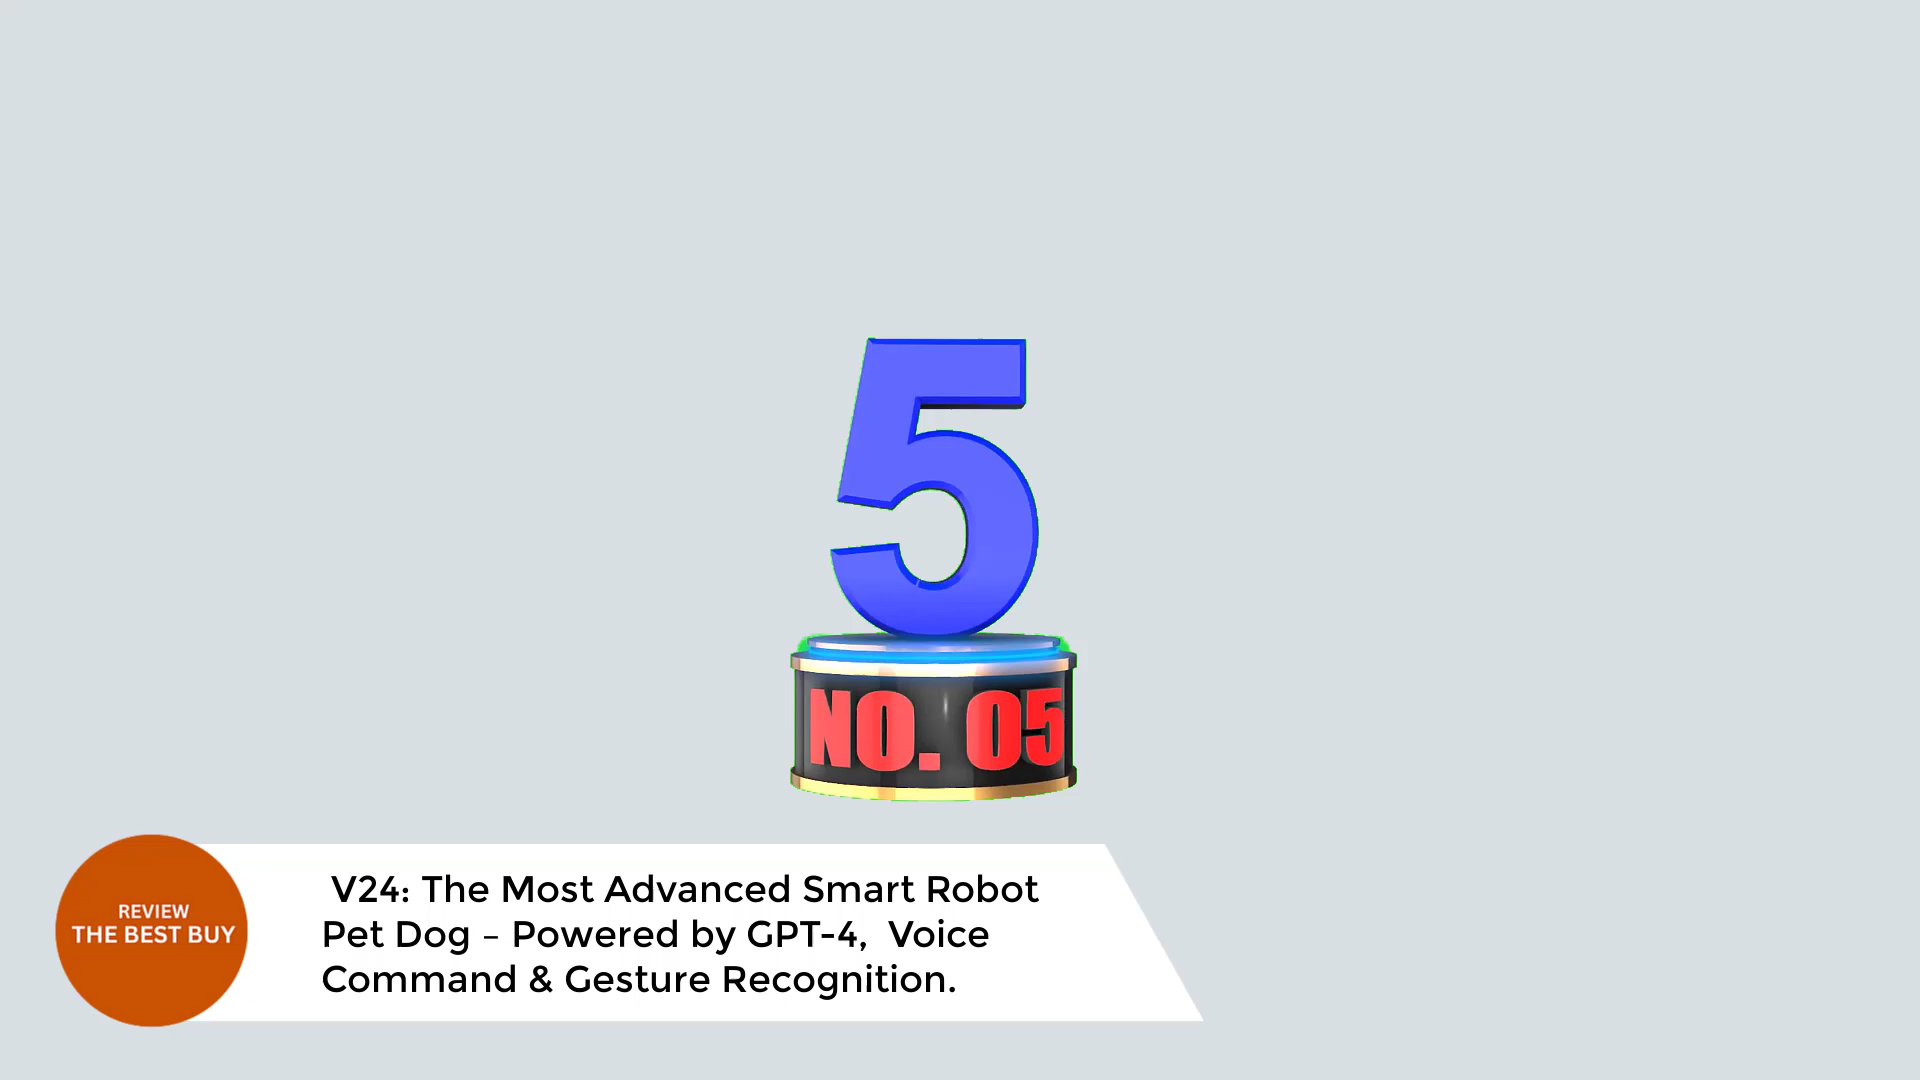 5
NO. 05
REVIEW
THE BEST BUY
V24: The Most Advanced Smart Robot
Pet Dog – Powered by GPT-4,  Voice
Command & Gesture Recognition.